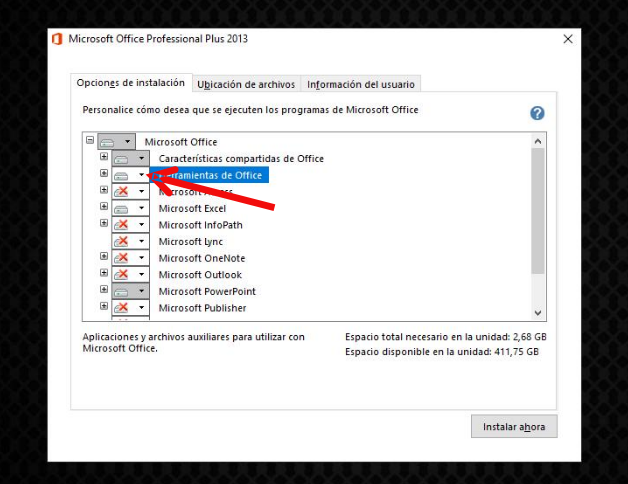 Microsoft Office Professional Plus 2013
Opciones de instalación
Ubicación de archivos
Información del usuario
Personalice cómo desea que se ejecuten los programas de Microsoft Office
Microsoft Office
Características compartidas de Office
Herramientas de Office
Microsoft Access
Microsoft Excel
Microsoft InfoPath
Microsoft Lync
Microsoft OneNote
Microsoft Outlook
Microsoft PowerPoint
Microsoft Publisher
Aplicaciones y archivos auxiliares para utilizar con
Microsoft Office.
Espacio total necesario en la unidad: 2,68 GB
Espacio disponible en la unidad: 411,75 GB
Instalar ahora